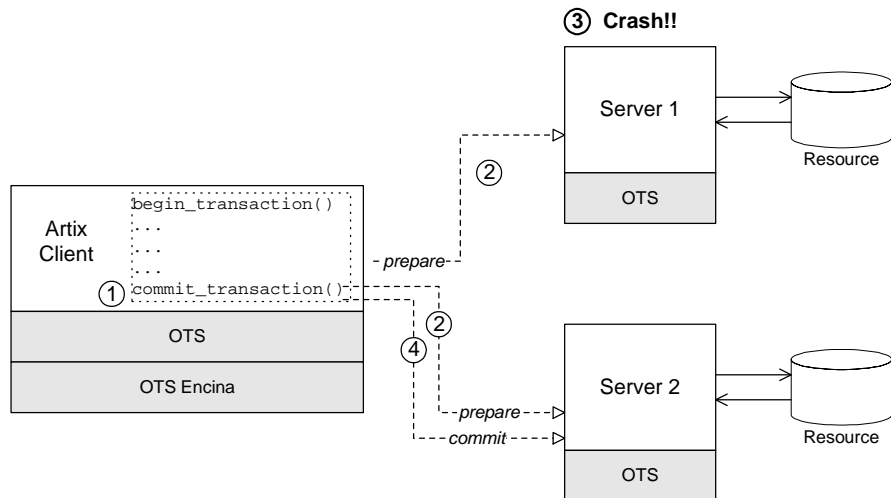 ③ Crash!!
Server 1
OTS
Resource
②
Artix
Client
begin_transaction()
...
...
...
commit_transaction()
①
prepare
②
④
OTS
OTS Encina
prepare
commit
Server 2
OTS
Resource